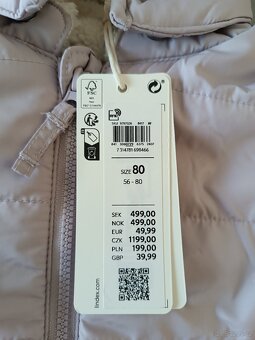 FSC
SIZE 80
56 - 80
SEK 499,00
NOK 499,00
EUR 49,99
CZK 1199,00
PLN 199,00
GBP 39,99
lindex.com